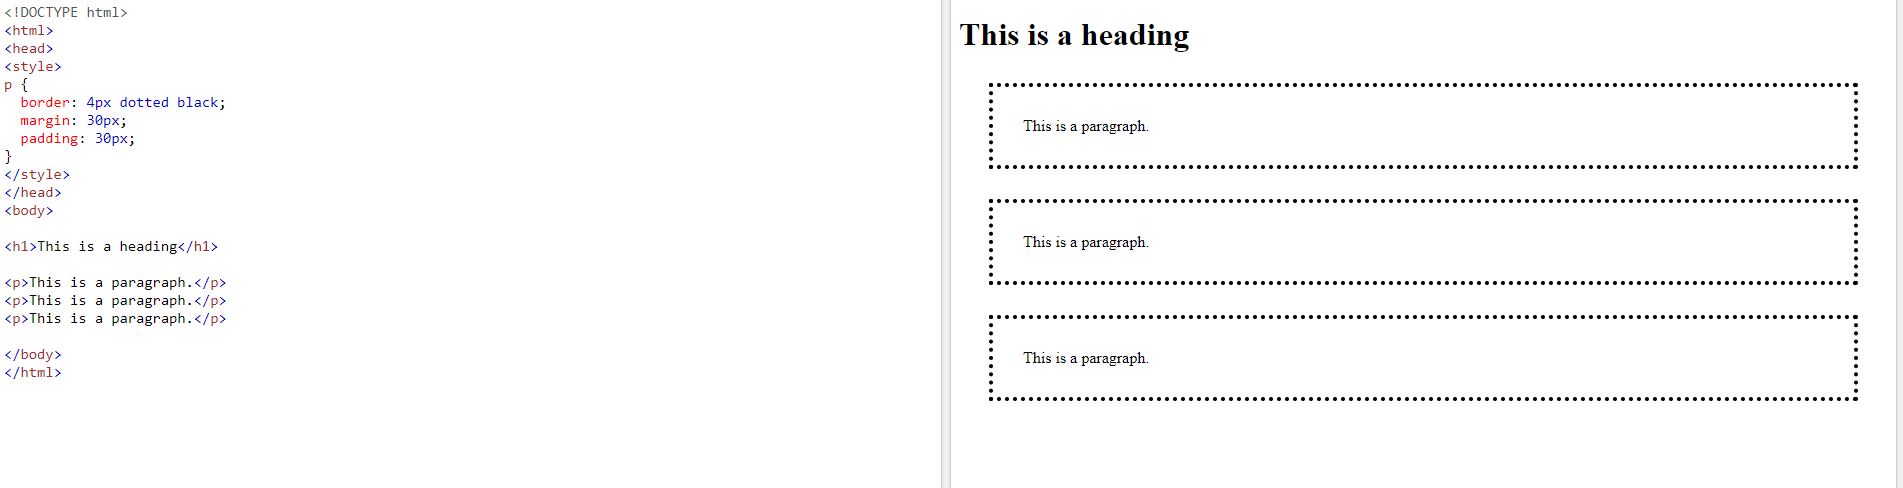 <!DOCTYPE html>
<html>
<head>
<style>
p {
  border: 4px dotted black;
  margin: 30px;
  padding: 30px;
}
</style>
</head>
<body>

<h1>This is a heading</h1>

<p>This is a paragraph.</p>
<p>This is a paragraph.</p>
<p>This is a paragraph.</p>

</body>
</html>
This is a heading
This is a paragraph.
This is a paragraph.
This is a paragraph.